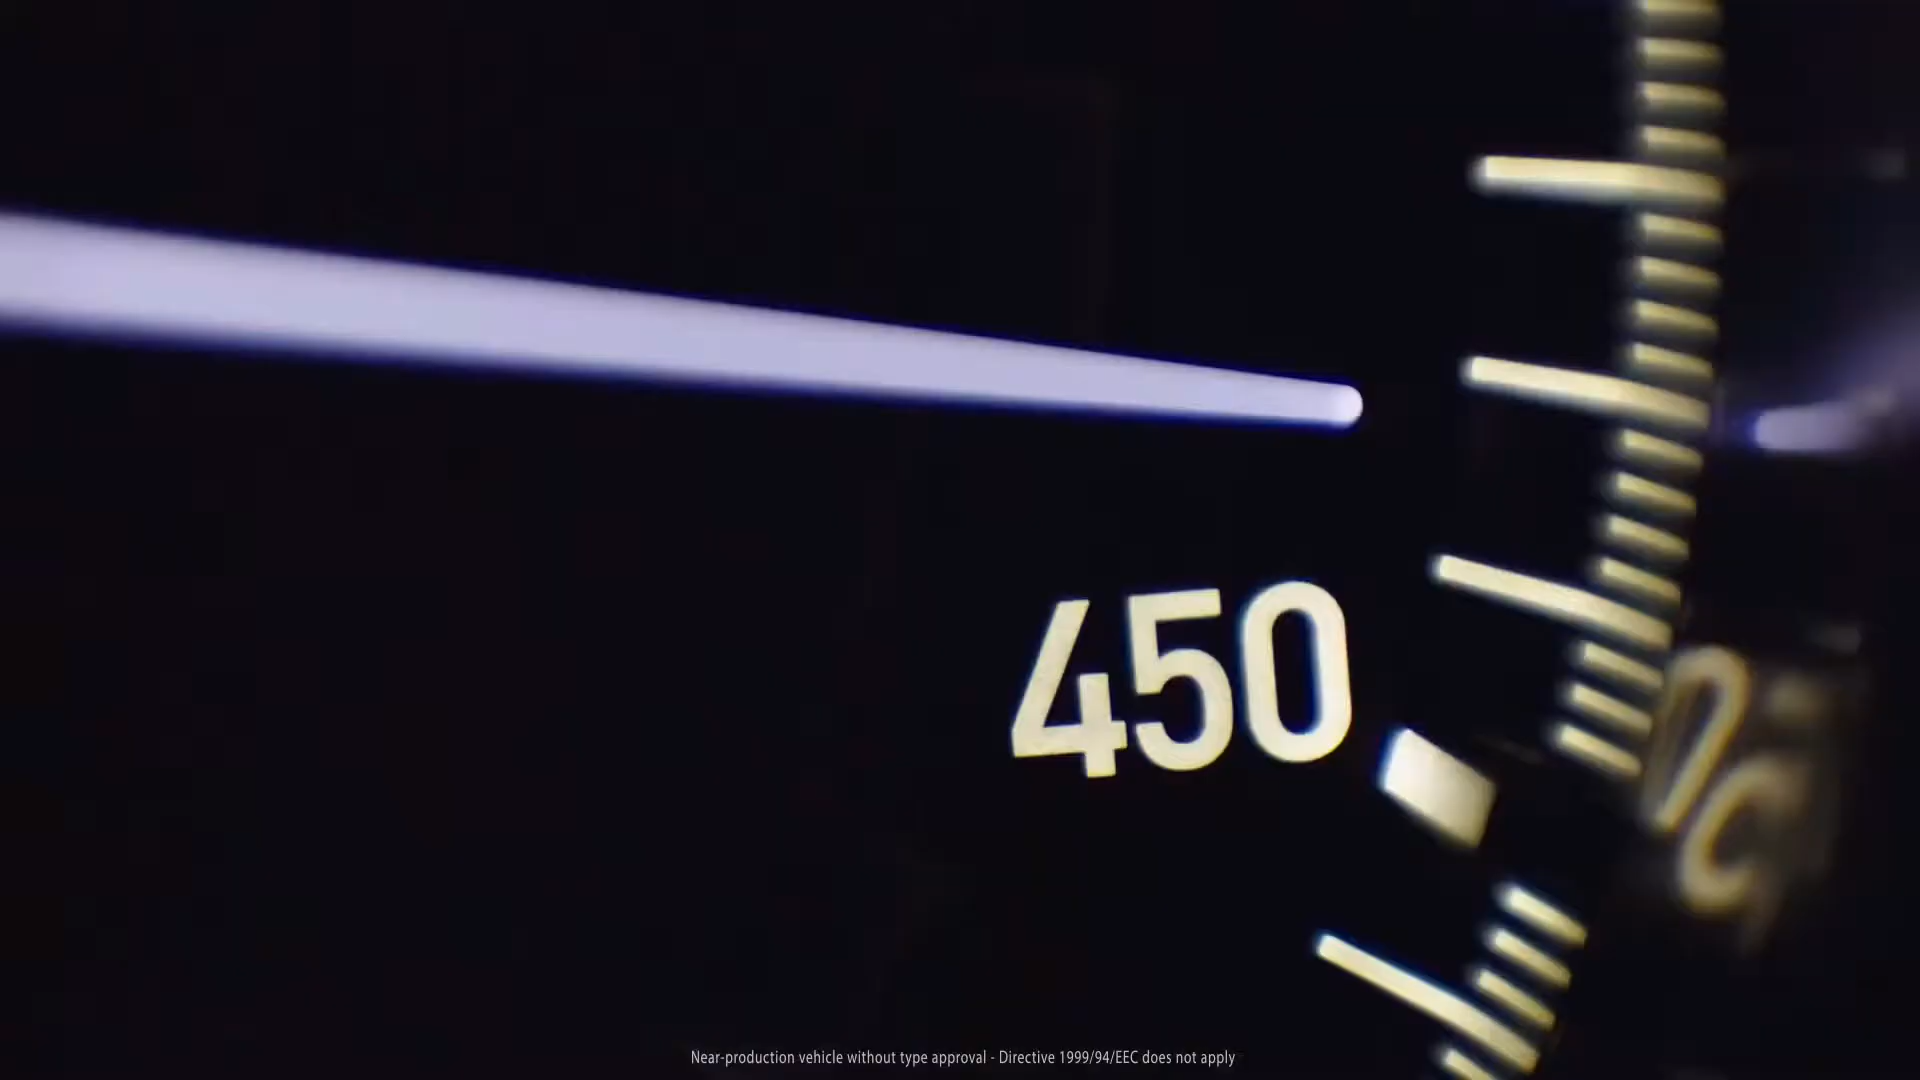 450
Near-production vehicle without type approval - Directive 1999/94/EEC does not apply